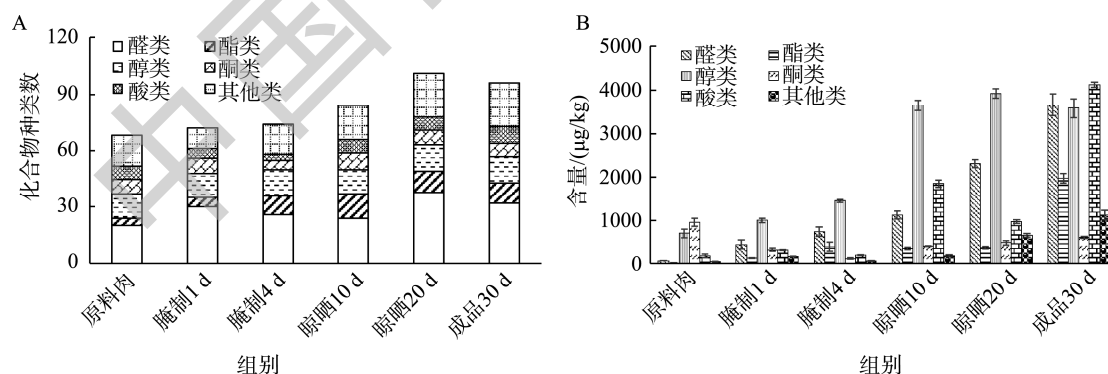 A
120
90
60
30
0
化合物种类数
醛类 酯类
醇类 酮类
酸类 其他类
原料肉
腌制1 d
腌制4 d
晾晒10 d
晾晒20 d
成品30 d
组别
B
5000
4000
3000
2000
1000
0
含量/(μg/kg)
醛类 酯类
醇类 酮类
酸类 其他类
原料肉
腌制1 d
腌制4 d
晾晒10 d
晾晒20 d
成品30 d
组别
中国